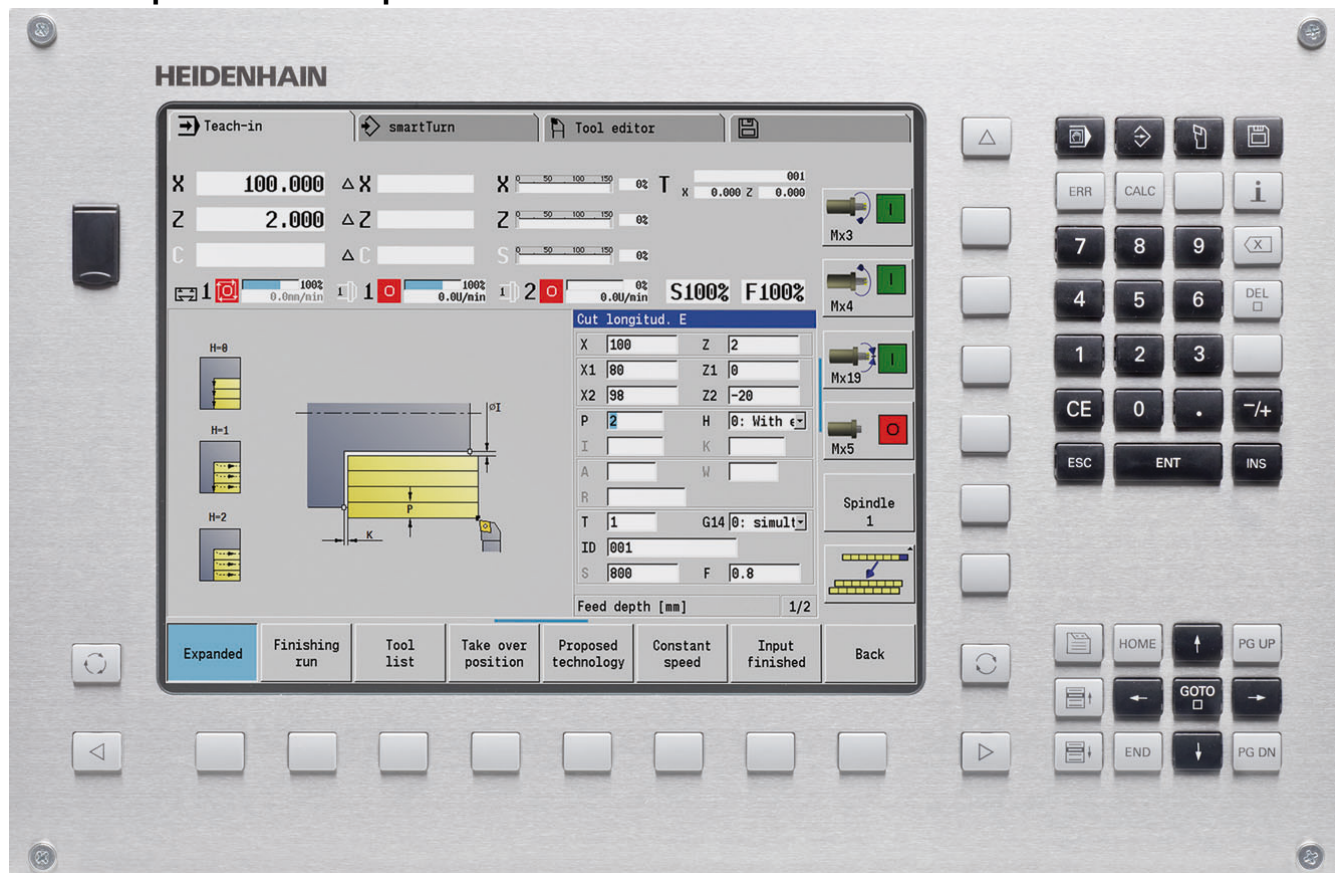 HEIDENHAIN
Teach-in smartTurn Tool editor
X 100.000 △ X X 0 50 100 150 0% T 001
X 0.000 Z 0.000
Z 2.000 △ Z Z 0 50 100 150 0%
Mx3
C △ C S 0 50 100 150 0%
1 100% 0.0mm/min 1 1 100% 0.0U/min 1 2 0% 0.0U/min S100% F100%
Mx4
Cut longitud. E
X 100 Z 2
X1 80 Z1 0
X2 98 Z2 -20
P 2 H 0: With e
I K
A W
R
T 1 G14 0: simult
ID 001
S 800 F 0.8
Feed depth [mm] 1/2
Mx19
Mx5
Spindle
1
H=0
H=1
H=2
øI
P
K
Expanded
Finishing
run
Tool
list
Take over
position
Proposed
technology
Constant
speed
Input
finished
Back
ERR CALC i
7 8 9 X
4 5 6 DEL
1 2 3
CE 0 . -/+
ESC ENT INS
HOME PG UP
GOTO
END PG DN